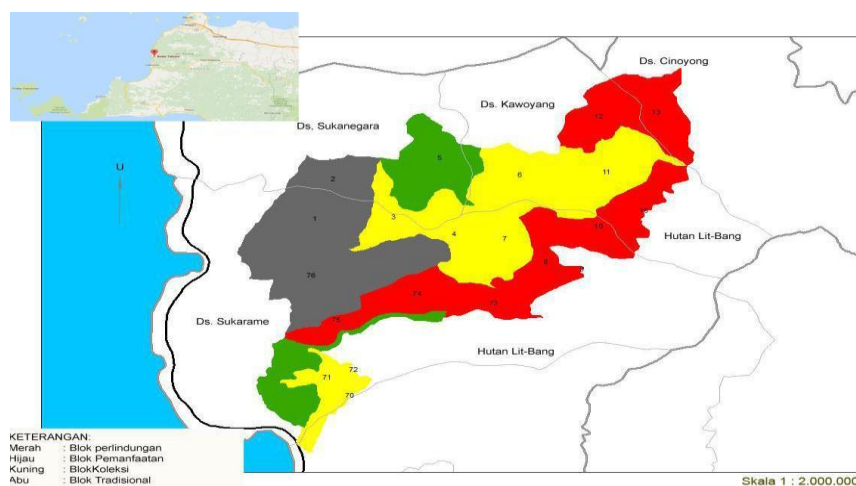 Ds. Cinoyong
Ds. Kawoyang
Ds, Sukanegara
12
13
5
2
6
11
1
3
4
7
10
Hutan Lit-Bang
U
76
8
74
73
75
Ds. Sukarame
Hutan Lit-Bang
71
72
70
KETERANGAN:
Merah : Blok perlindungan
Hijau : Blok Pemanfaatan
Kuning : BlokKoleksi
Abu : Blok Tradisional
Skala 1 : 2.000.000